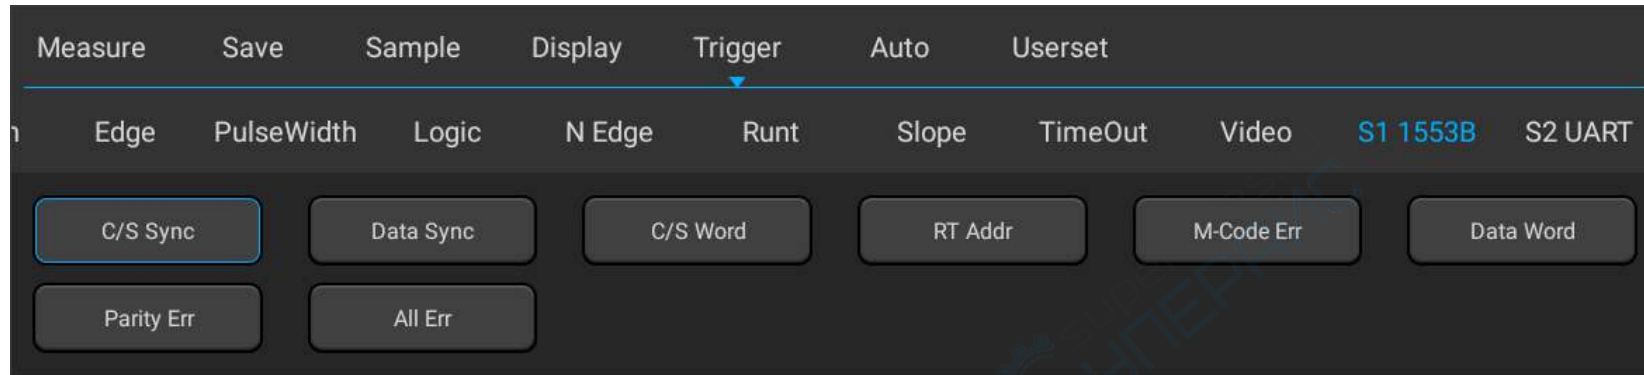 Measure Save Sample Display Trigger Auto Userset
Edge PulseWidth Logic N Edge Runt Slope TimeOut Video S1 1553B S2 UART
C/S Sync Data Sync C/S Word RT Addr M-Code Err Data Word
Parity Err All Err